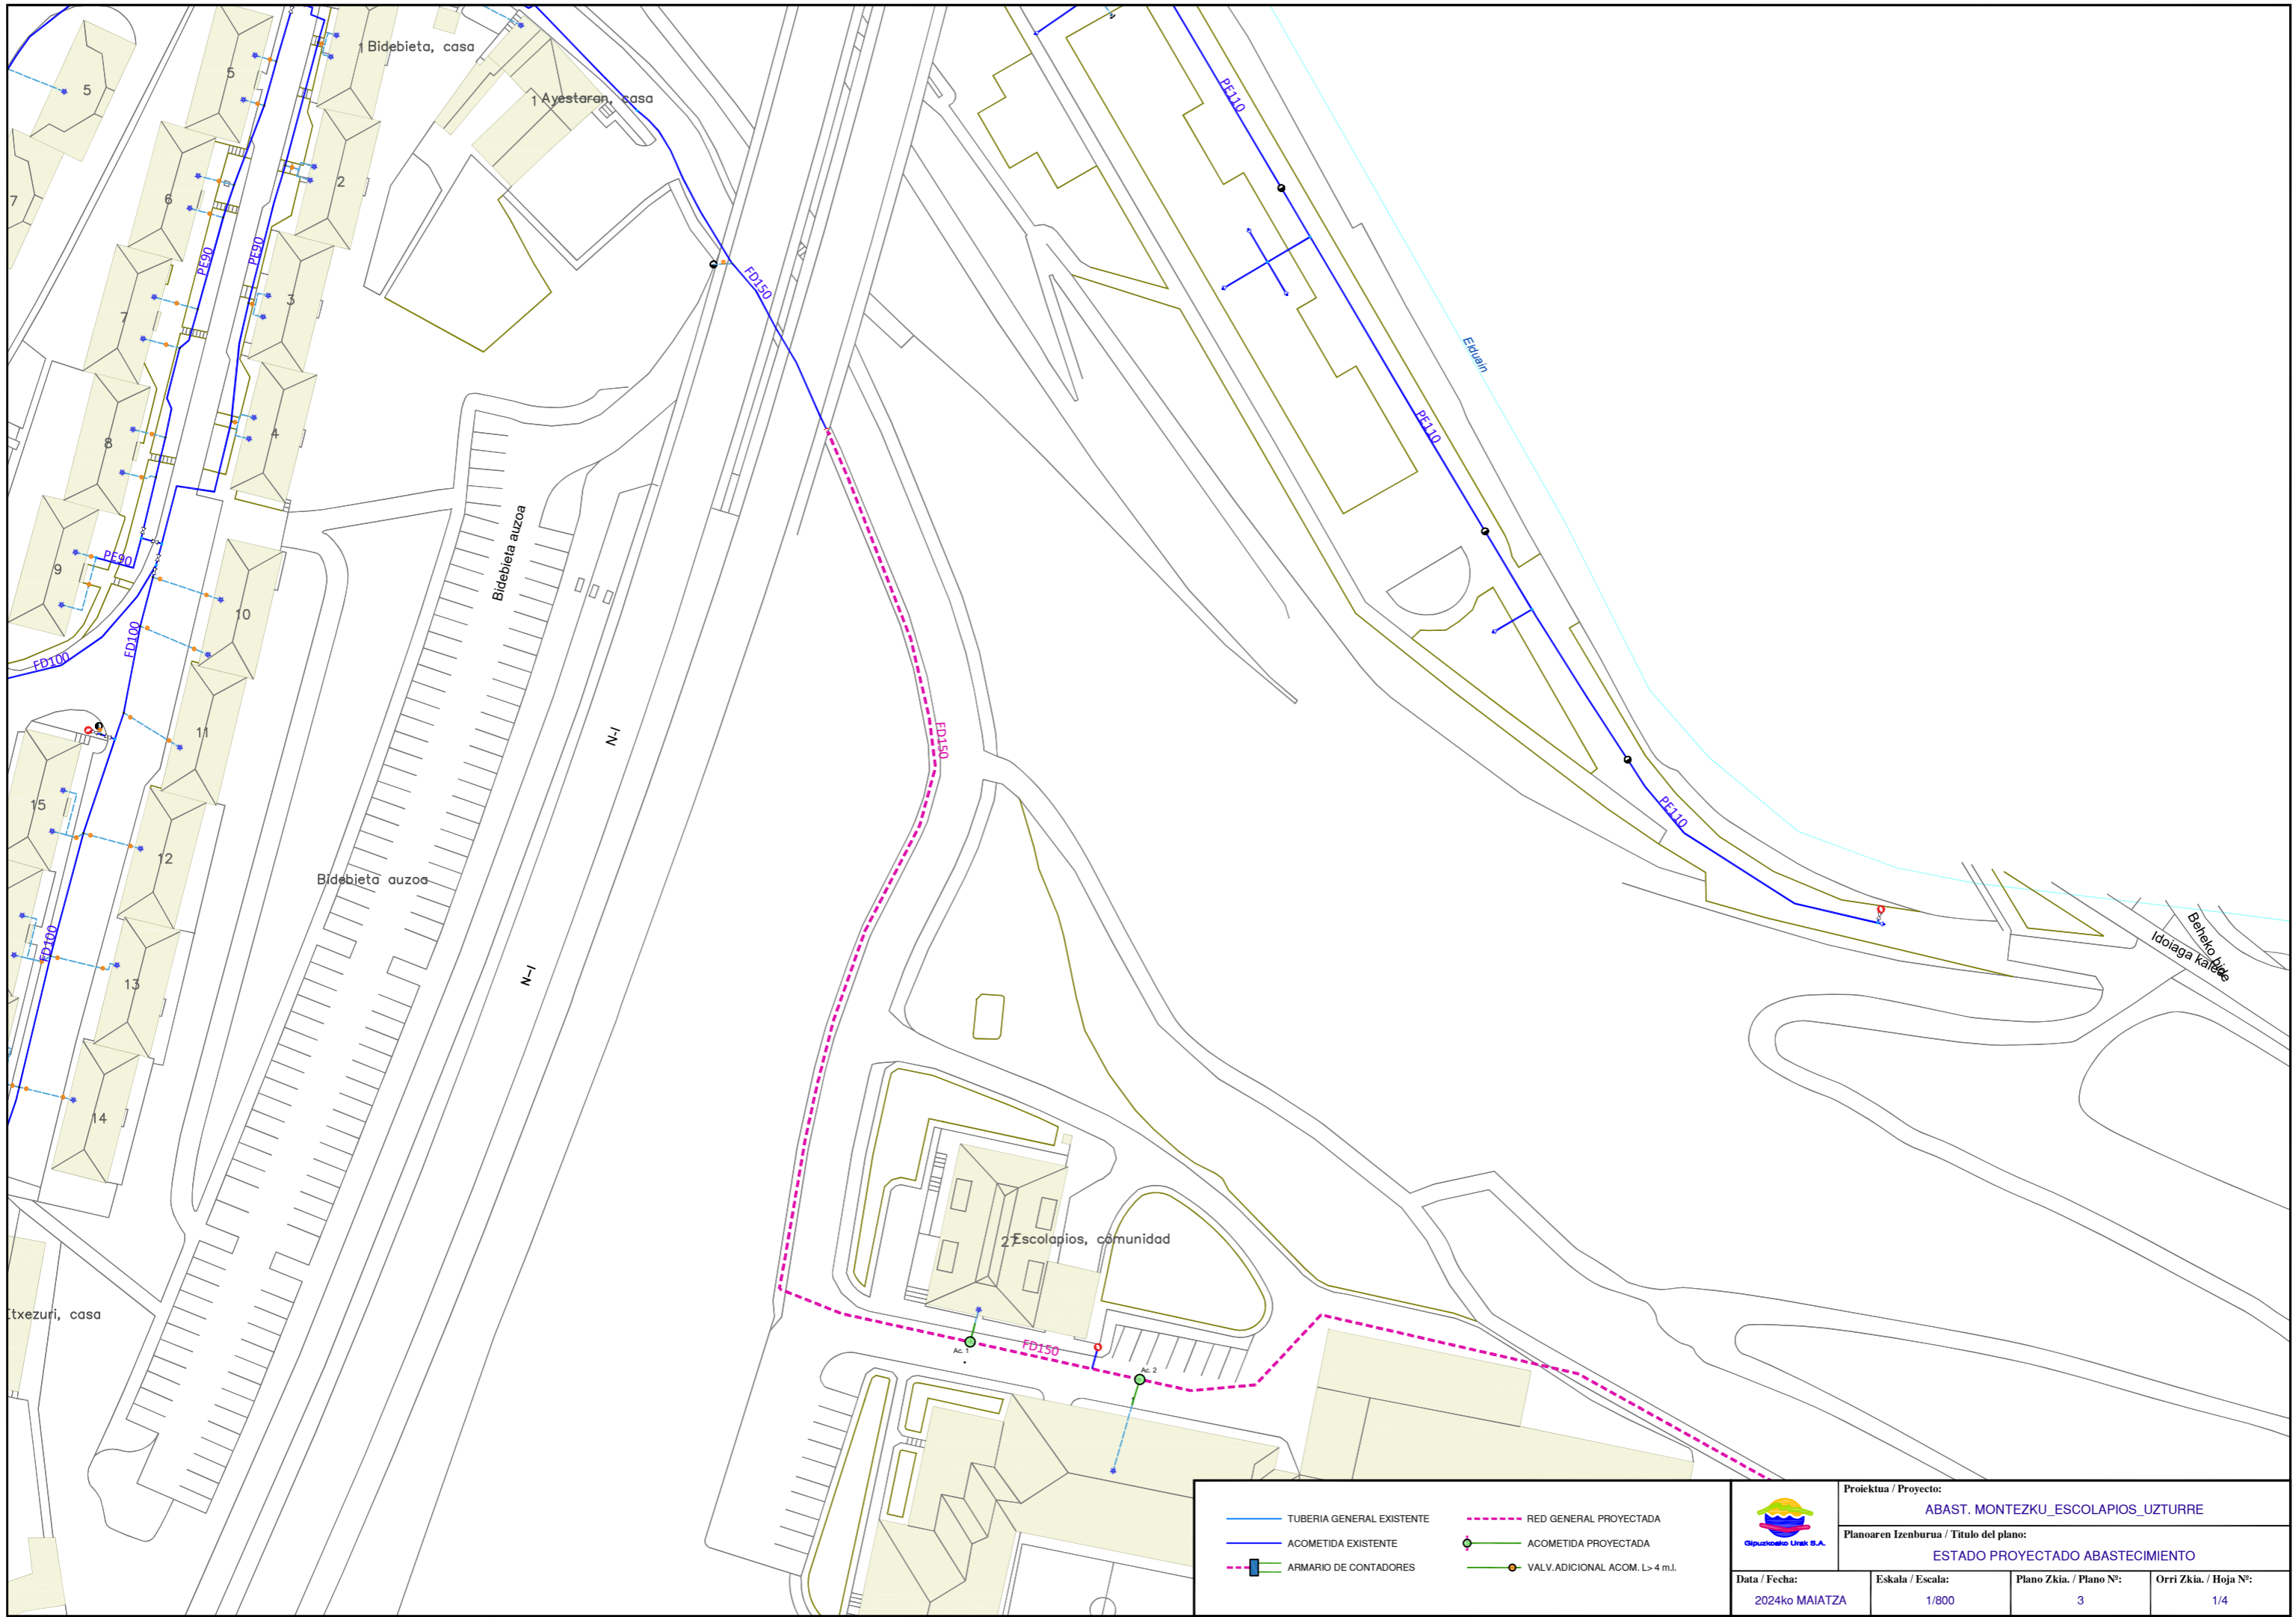 1 Bidebieta, casa
5
5
1 Ayestaran, casa
PE110
6
2
7
PE90
PE90
FD150
3
7
Elduain
PE110
8
4
Bidebieta auzoa
PE90
9
10
FD100
FD100
11
N-I
FD150
15
PE110
12
Bidebieta auzoa
Beheko bide
Idoiaga kalea
FD100
N-I
13
14
27 Escolapios, comunidad
Etxezuri, casa
Ac. 1
FD150
Ac. 2
TUBERIA GENERAL EXISTENTE
RED GENERAL PROYECTADA
ACOMETIDA EXISTENTE
ACOMETIDA PROYECTADA
ARMARIO DE CONTADORES
VALV.ADICIONAL ACOM. L> 4 m.l.
Gipuzkoako Urak S.A.
Proiektua / Proyecto:
ABAST. MONTEZKU_ESCOLAPIOS_UZTURRE
Planoaren Izenburua / Titulo del plano:
ESTADO PROYECTADO ABASTECIMIENTO
Data / Fecha:
2024ko MAIATZA
Eskala / Escala:
1/800
Plano Zkia. / Plano Nº:
3
Orri Zkia. / Hoja Nº:
1/4